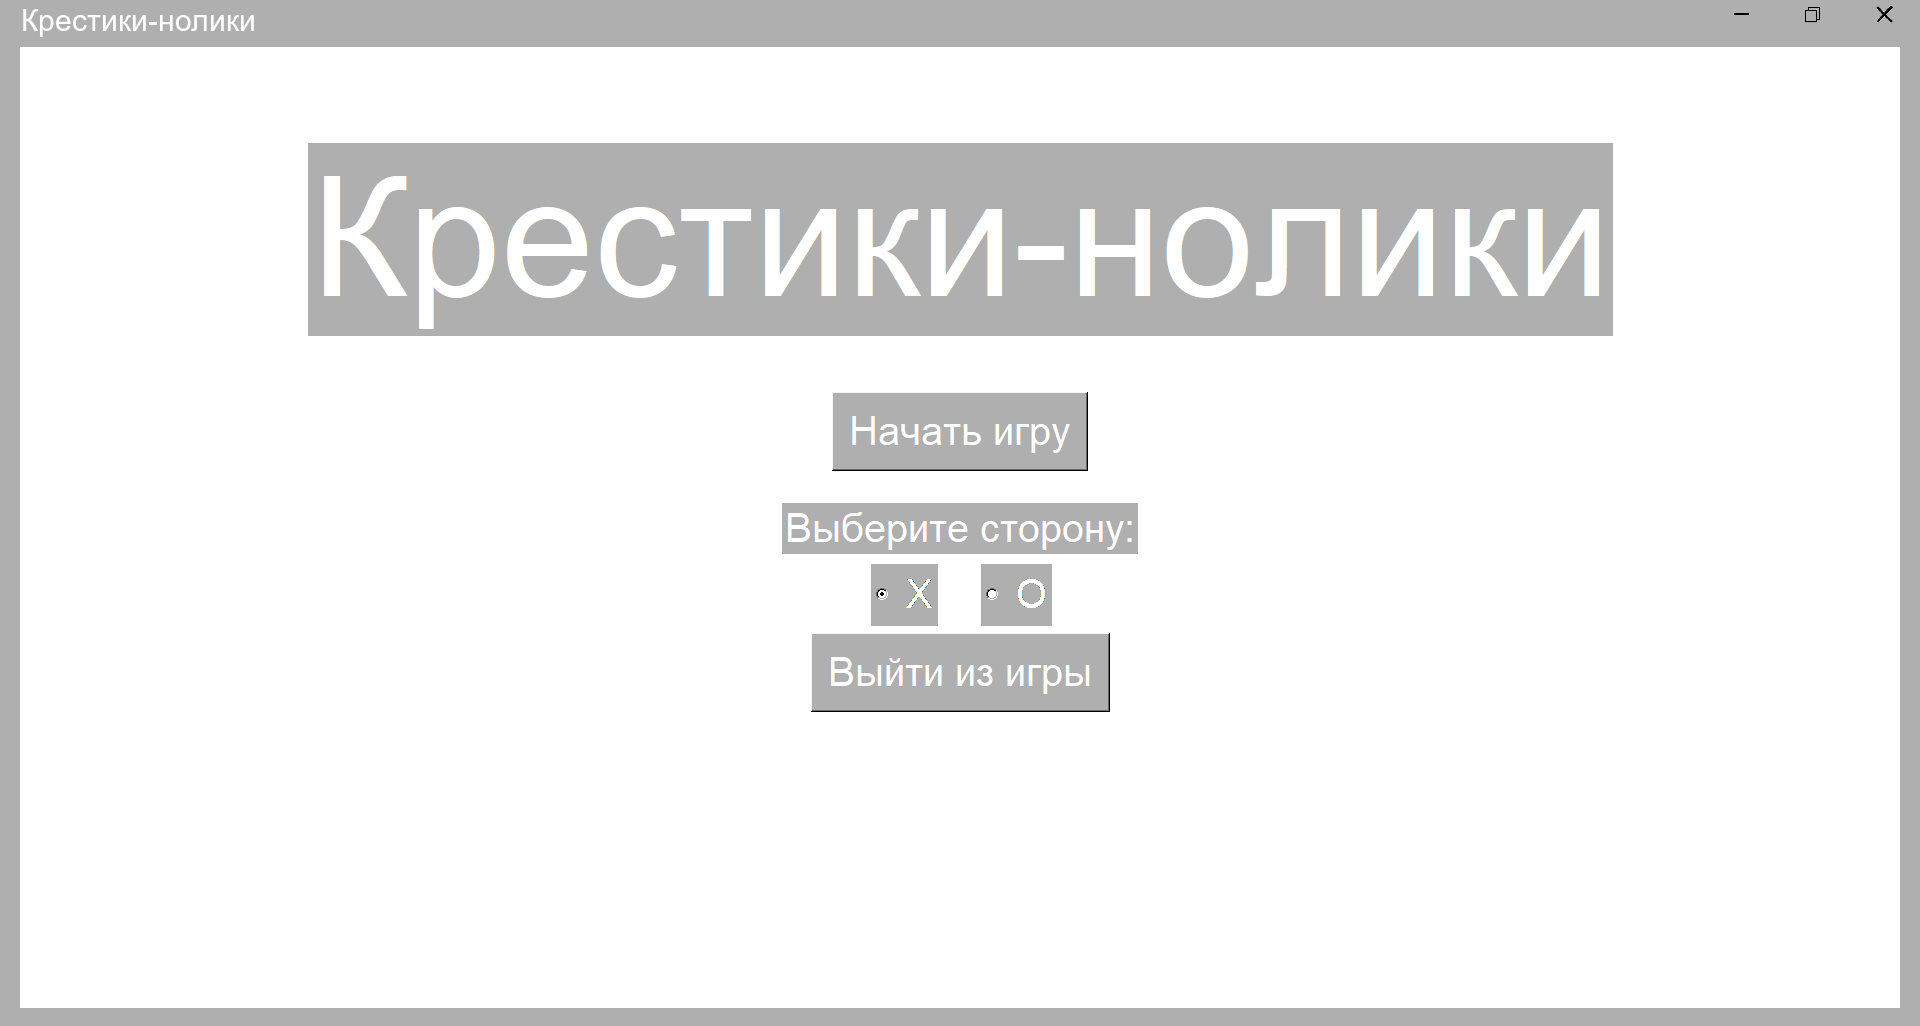 Крестики-нолики
Крестики-нолики
Начать игру
Выберите сторону:
X O
Выйти из игры